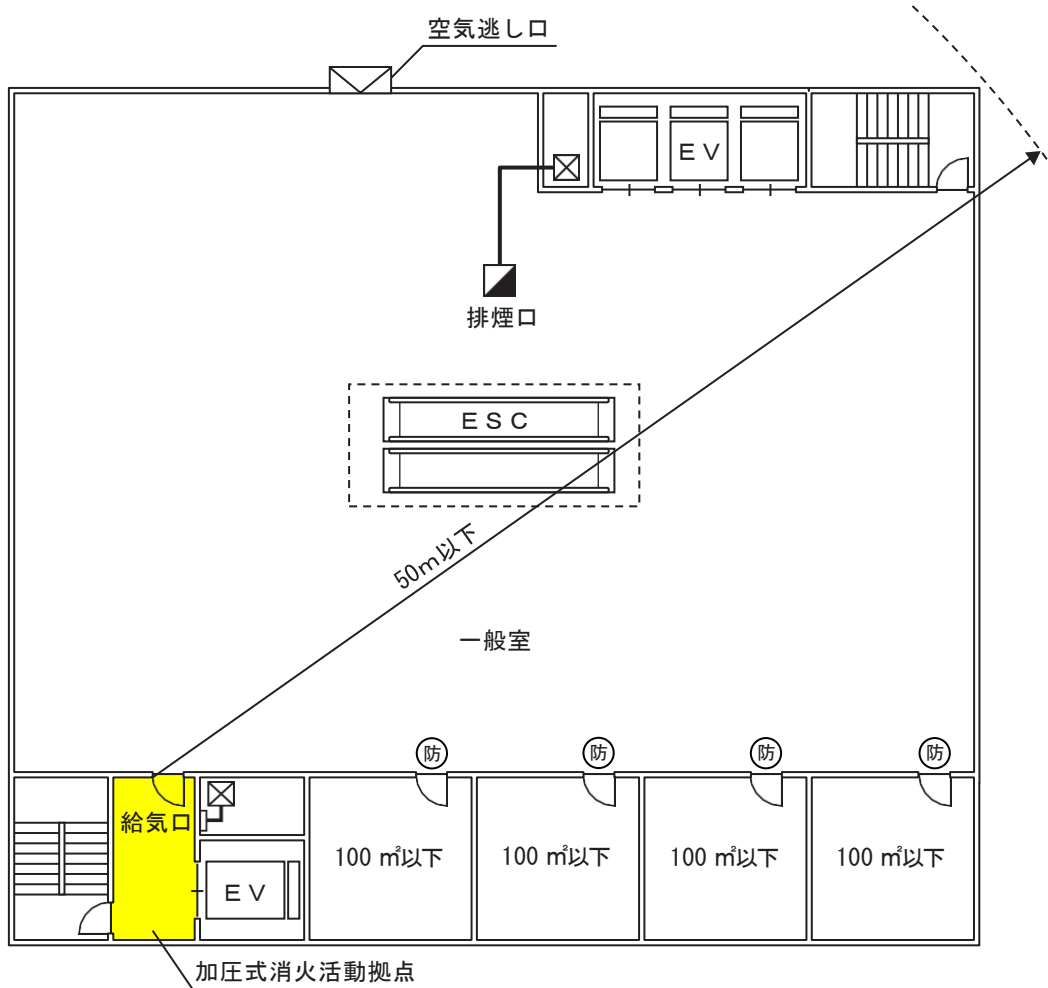 空気逃し口
ＥＶ
排煙口
ＥＳＣ
50ｍ以下
一般室
防
防
防
防
給気口
100 ㎡以下
100 ㎡以下
100 ㎡以下
100 ㎡以下
ＥＶ
加圧式消火活動拠点